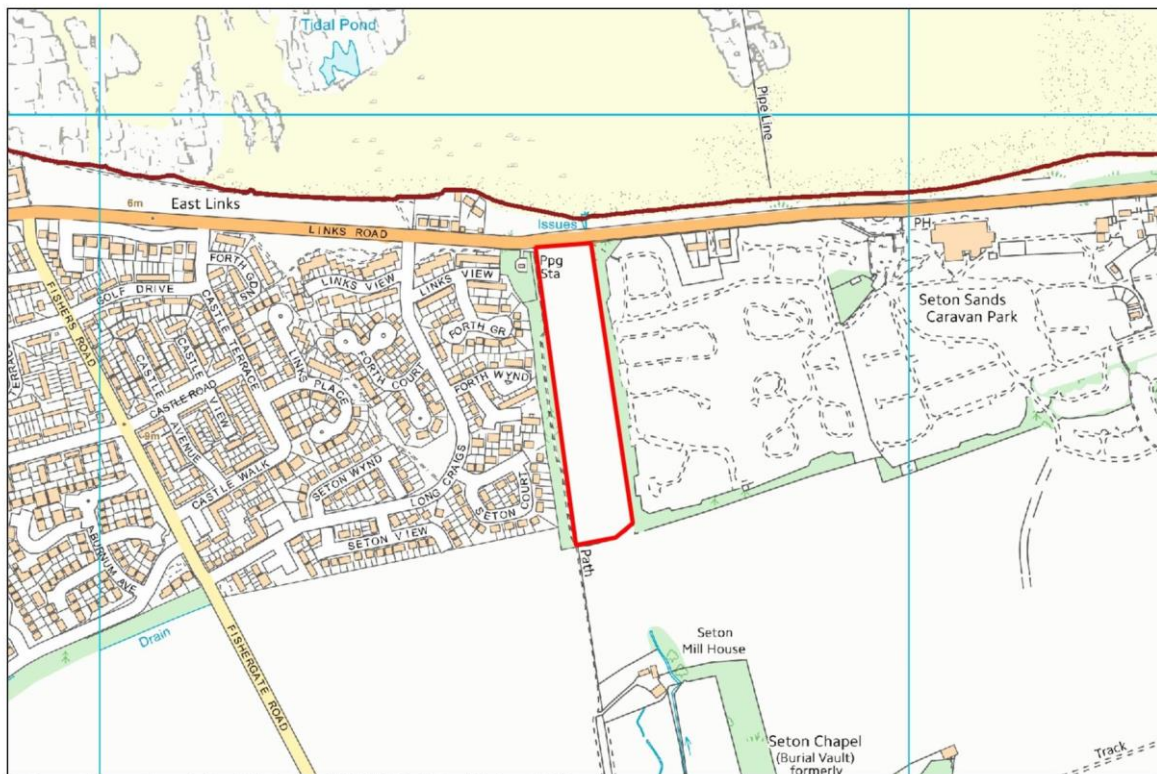 Tidal Pond
Pipe Line
East Links
6m
LINKS ROAD
Issues
PH
Ppg
Sta
Seton Sands
Caravan Park
FISHERS ROAD
GOLF DRIVE
FORTH GDNS
LINKS VIEW
LINKS VIEW
FORTH GR
FORTH WYND
FORTH COURT
LINKS PLACE
CASTLE TERRACE
CASTLE ROAD
CASTLE VIEW
CASTLE AVENUE
CASTLE WALK
9m
SETON WYND
LONG CRAIGS
SETON COURT
SETON VIEW
LABURNUM AVE
Path
Drain
FISHERGATE ROAD
Seton
Mill House
Seton Chapel
(Burial Vault)
formerly
Track